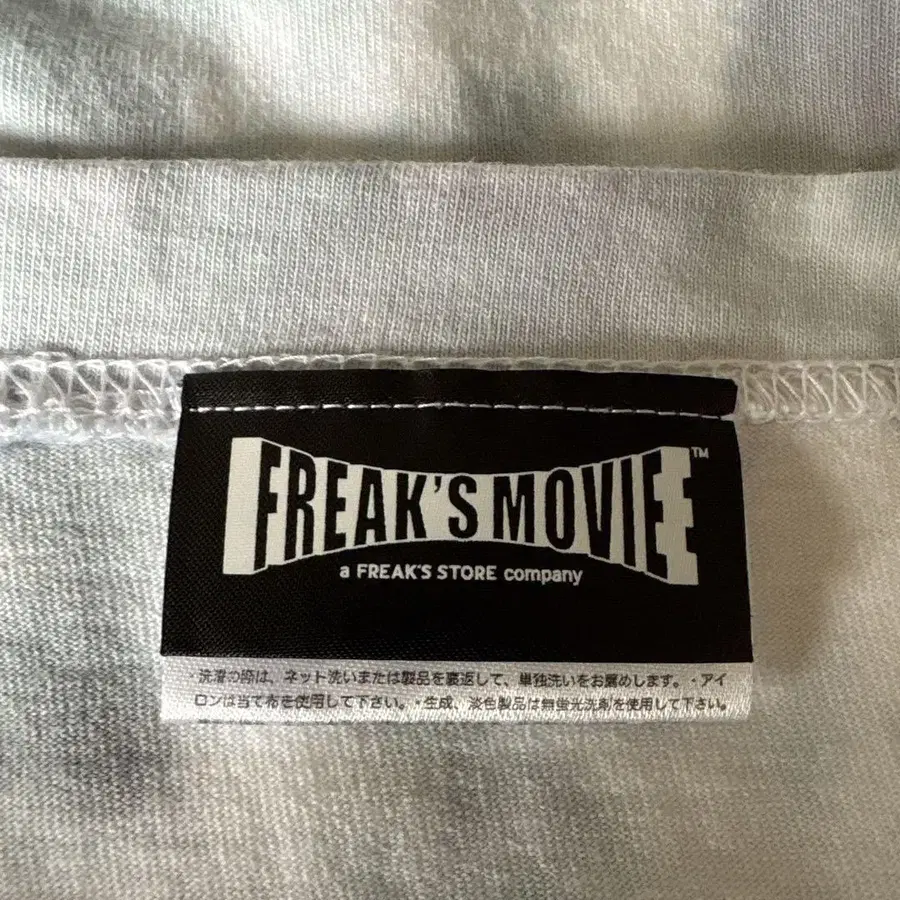 FREAK'S MOVIE™
a FREAK'S STORE company
・洗濯の際は、ネット洗いまたは製品を裏返して、単独洗いをお薦めします。・アイ
ロンは当て布を使用して下さい。・生成、淡色製品は無蛍光洗剤を使用して下さい。